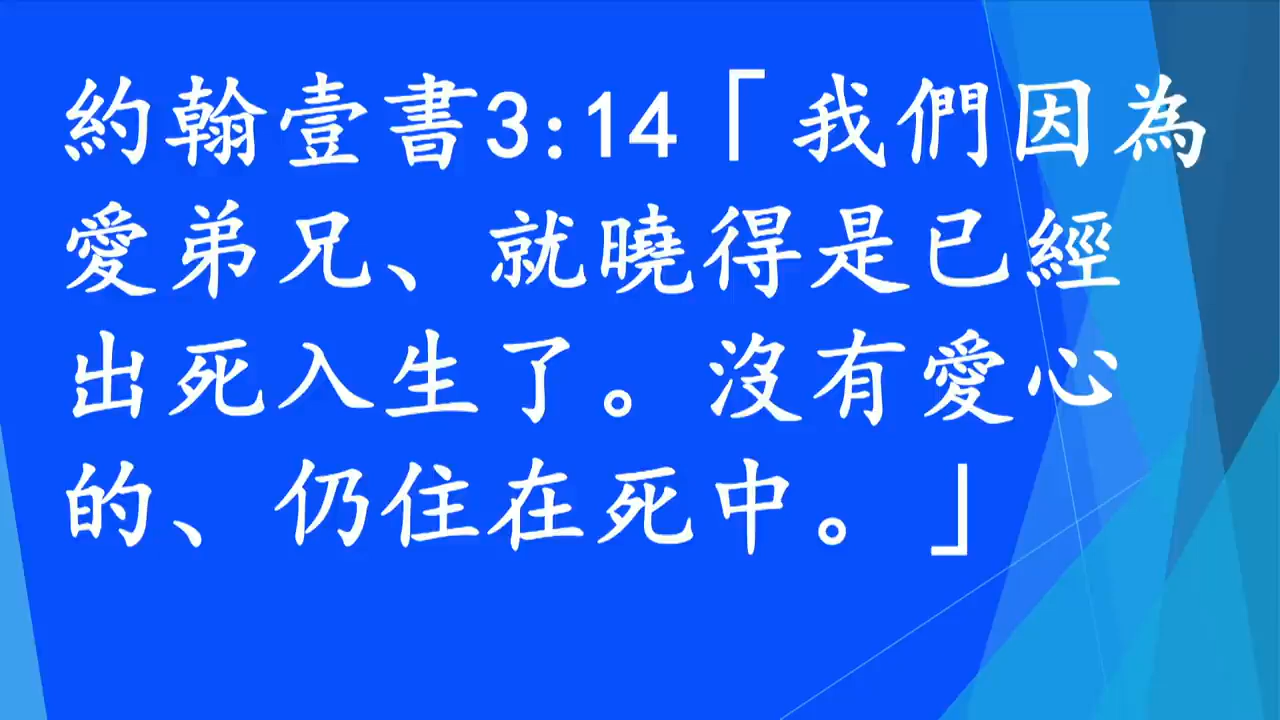 約翰壹書3:14「我們因為
愛弟兄、就曉得是已經
出死入生了。沒有愛心
的、仍住在死中。」